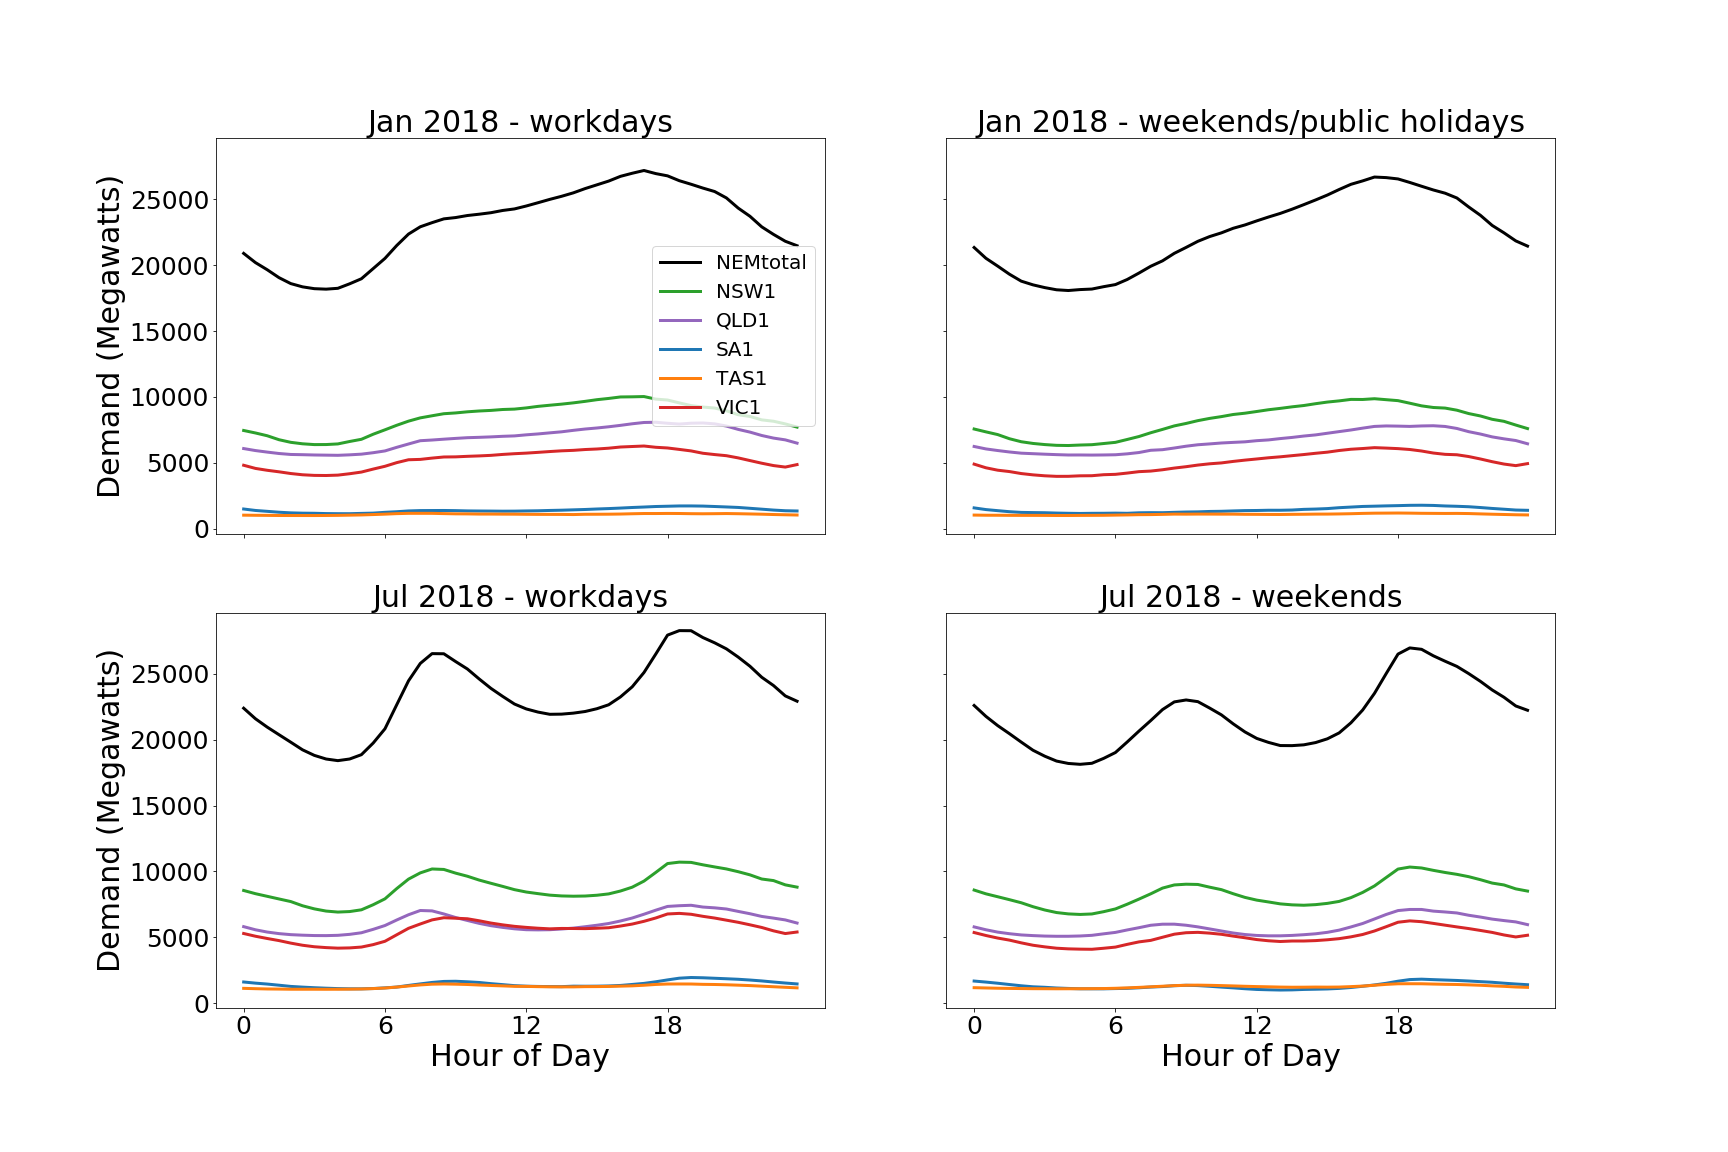 Jan 2018 - workdays
Jan 2018 - weekends/public holidays
Demand (Megawatts)
25000
20000
15000
10000
5000
0
NEMtotal
NSW1
QLD1
SA1
TAS1
VIC1
Jul 2018 - workdays
Jul 2018 - weekends
Demand (Megawatts)
25000
20000
15000
10000
5000
0
0 6 12 18
0 6 12 18
Hour of Day
Hour of Day